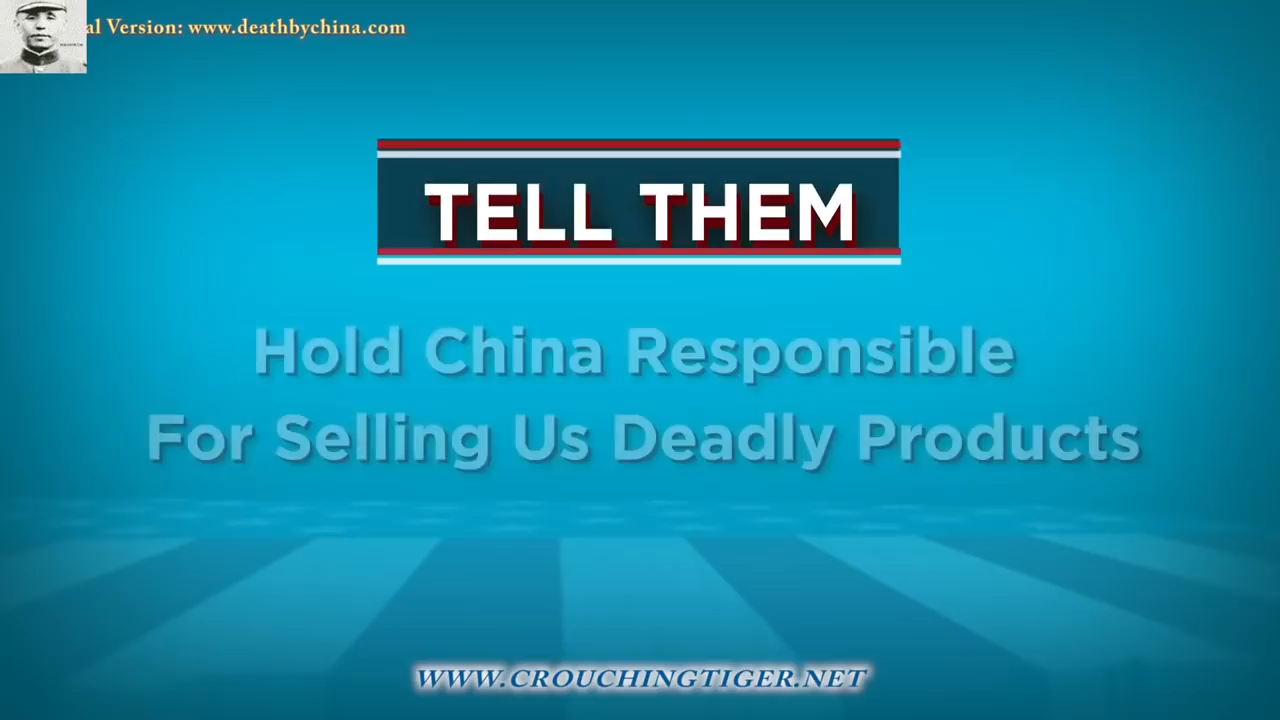 al Version: www.deathbychina.com
TELL THEM
Hold China Responsible
For Selling Us Deadly Products
WWW.CROUCHINGTIGER.NET